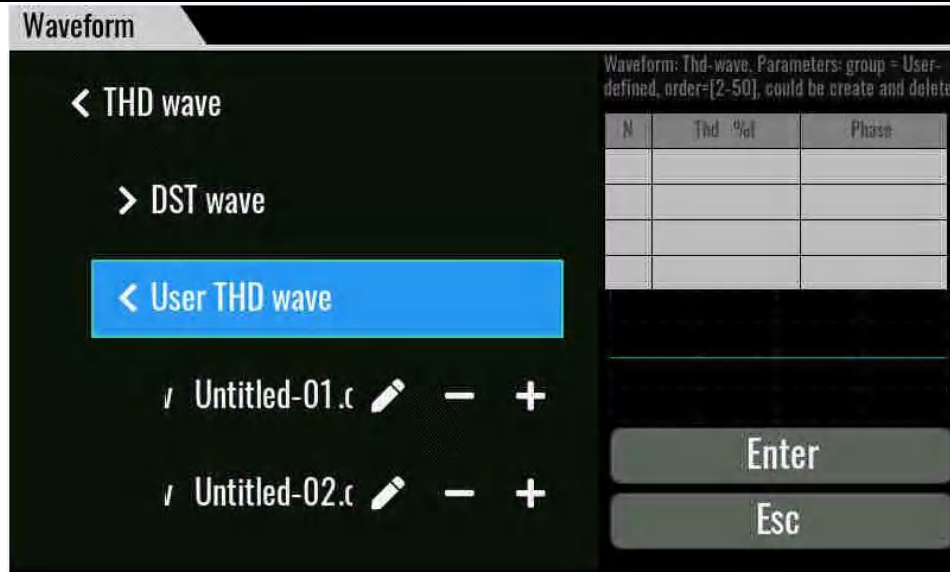 Waveform
THD wave
DST wave
User THD wave
Untitled-01.c
Untitled-02.c
Waveform: Thd-wave. Parameters: group = User-
defined, order=[2-50], could be create and delete
N Thd %f Phase
Enter
Esc